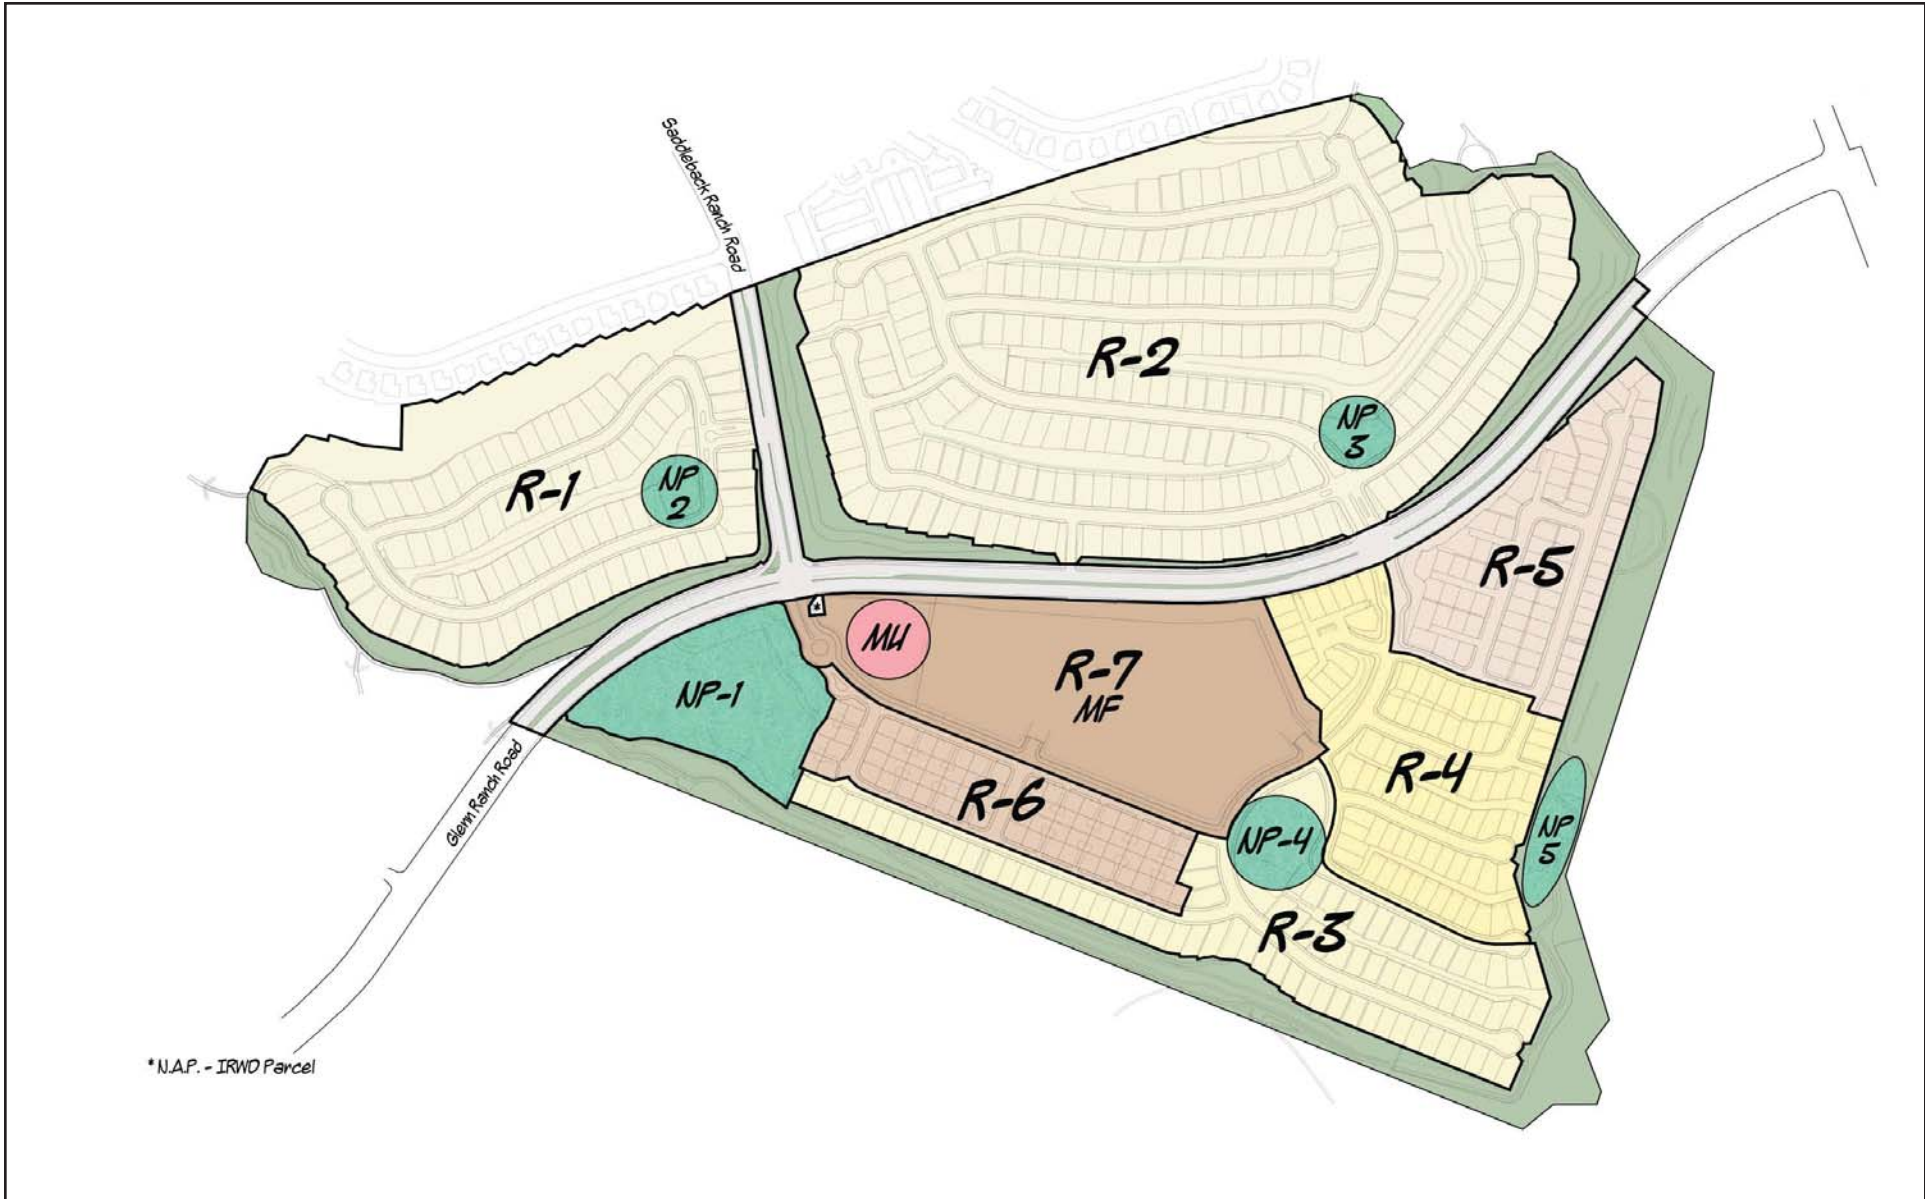 Saddleback Ranch Road
R-2
NP
3
R-1
NP
2
R-5
*
MU
R-7
MF
NP-1
R-4
R-6
NP-4
NP
5
R-3
Glenn Ranch Road
*N.A.P. - IRWD Parcel